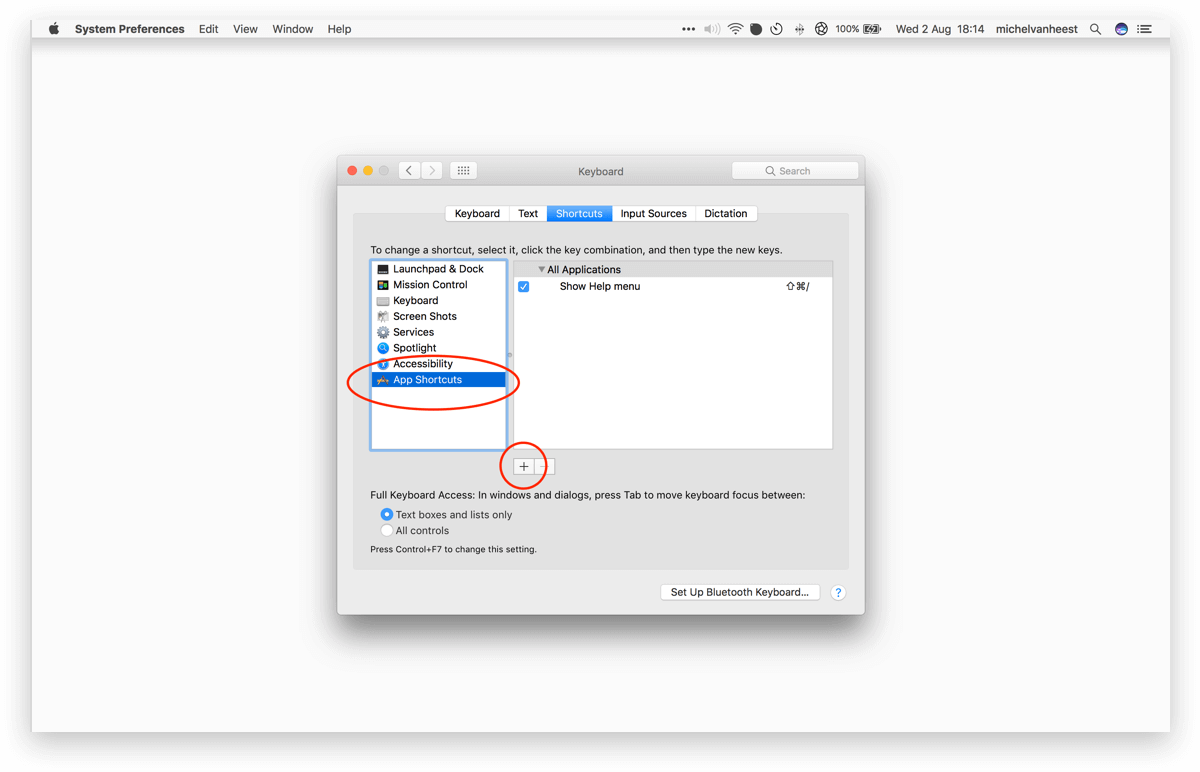 System Preferences Edit View Window Help 100% Wed 2 Aug 18:14 michelvanheest
Keyboard Search
Keyboard Text Shortcuts Input Sources Dictation
To change a shortcut, select it, click the key combination, and then type the new keys.
Launchpad & Dock
Mission Control
Keyboard
Screen Shots
Services
Spotlight
Accessibility
App Shortcuts
All Applications
Show Help menu ⇧⌘/
Full Keyboard Access: In windows and dialogs, press Tab to move keyboard focus between:
Text boxes and lists only
All controls
Press Control+F7 to change this setting.
Set Up Bluetooth Keyboard... ?